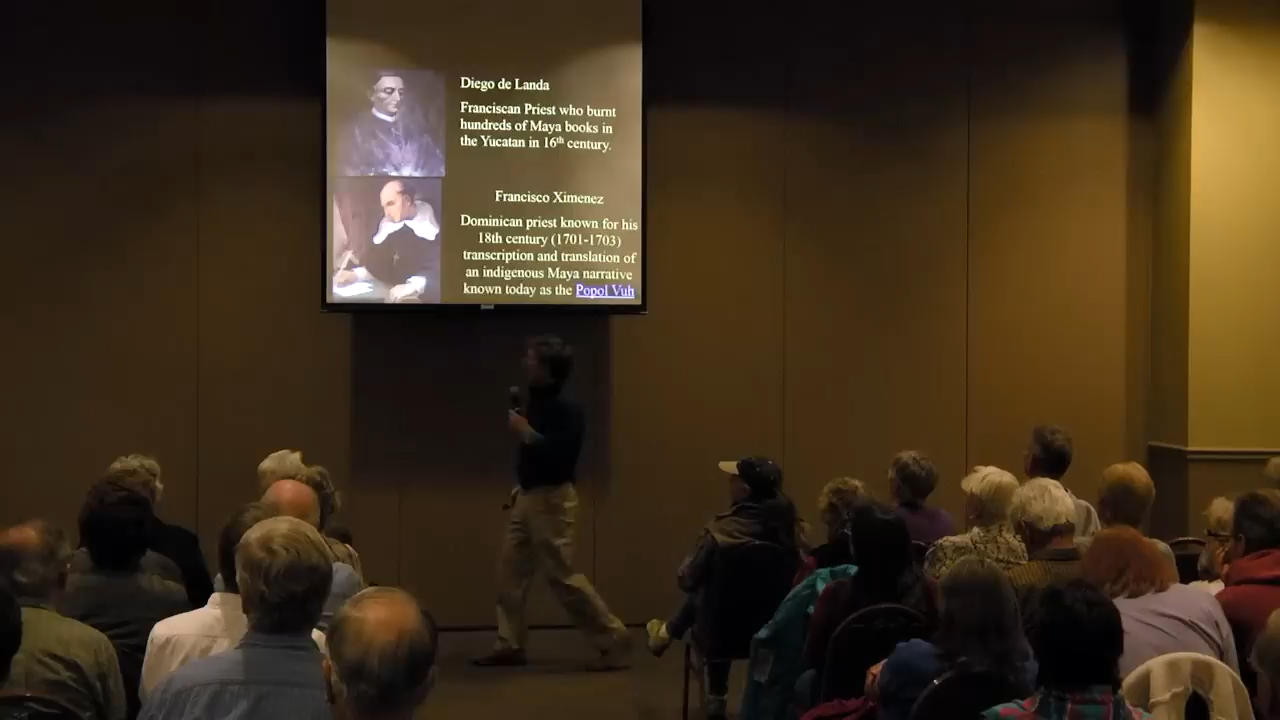 Diego de Landa
Franciscan Priest who burnt
hundreds of Maya books in
the Yucatan in 16th century.
Francisco Ximenez
Dominican priest known for his
18th century (1701-1703)
transcription and translation of
an indigenous Maya narrative
known today as the Popol Vuh